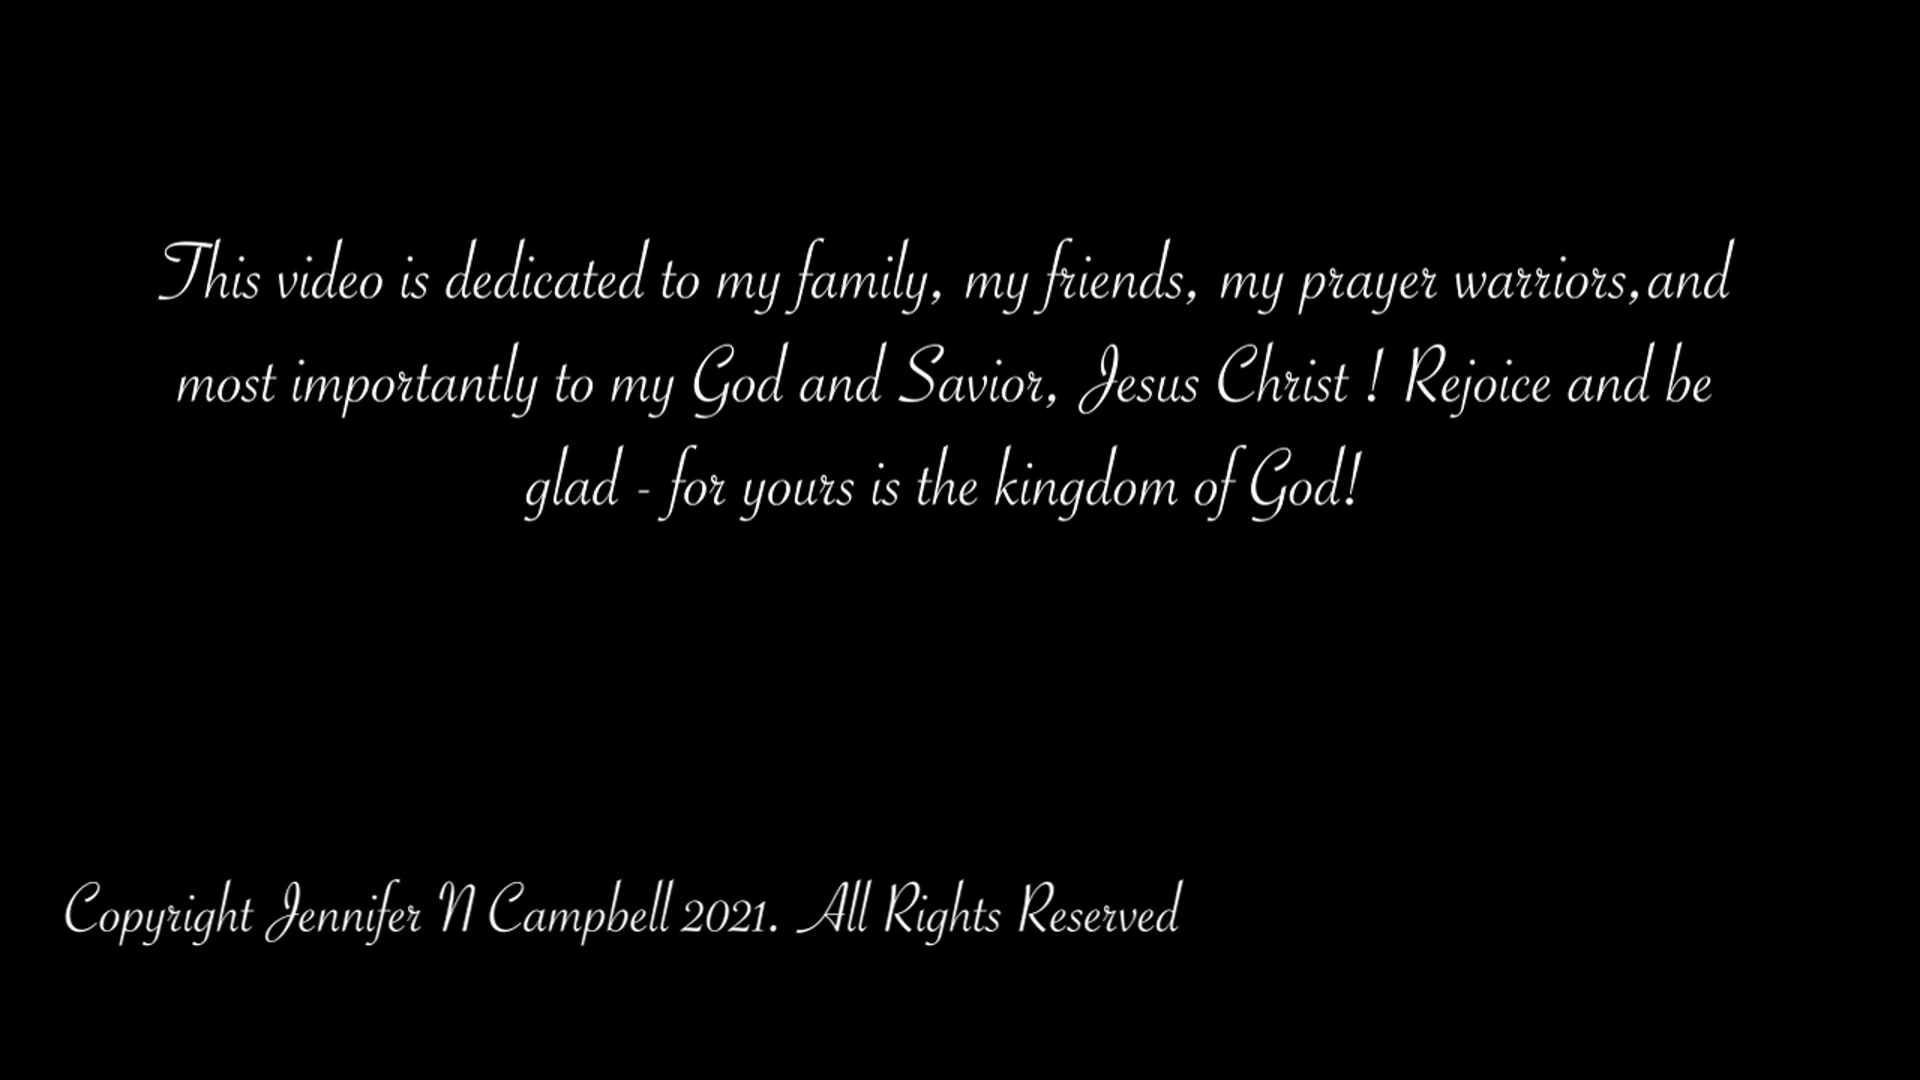 This video is dedicated to my family, my friends, my prayer warriors,and
most importantly to my God and Savior, Jesus Christ ! Rejoice and be
glad - for yours is the kingdom of God!
Copyright Jennifer N Campbell 2021. All Rights Reserved